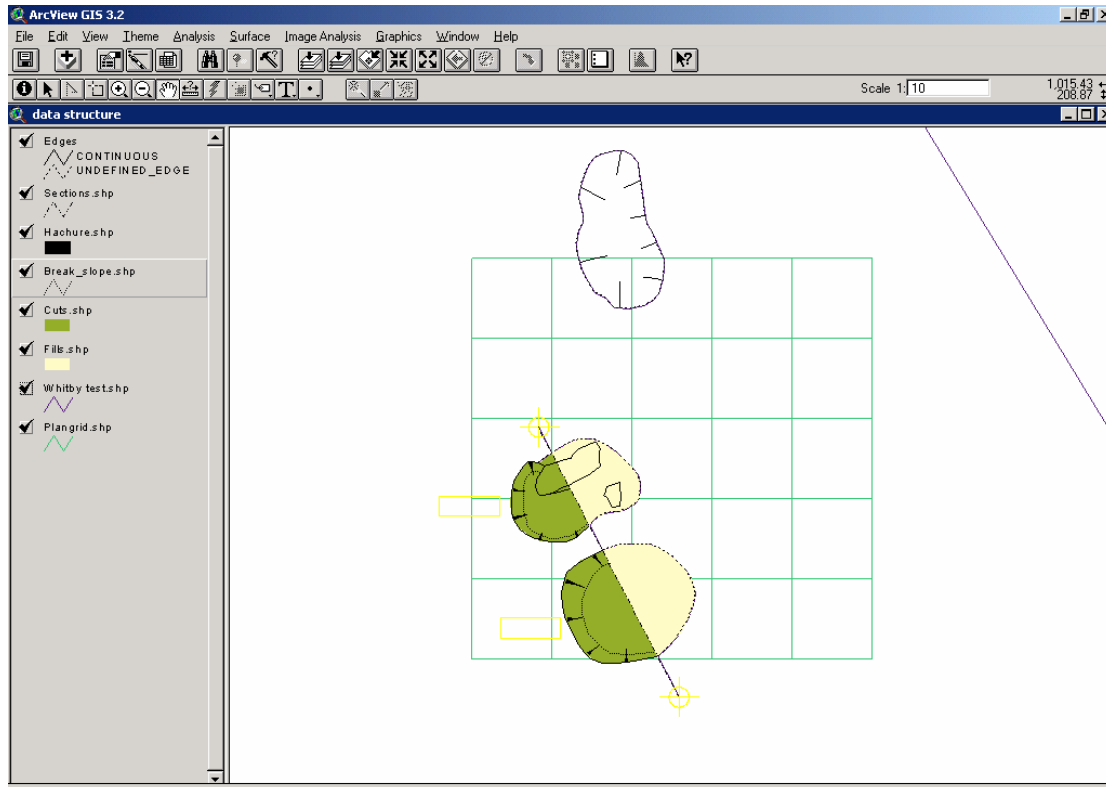 ArcView GIS 3.2
File Edit View Theme Analysis Surface Image Analysis Graphics Window Help
Scale 1: 10
1,015.43
208.87
data structure
Edges
CONTINUOUS
UNDEFINED_EDGE
Sections.shp
Hachure.shp
Break_slope.shp
Cuts.shp
Fills.shp
Whitby test.shp
Plangrid.shp